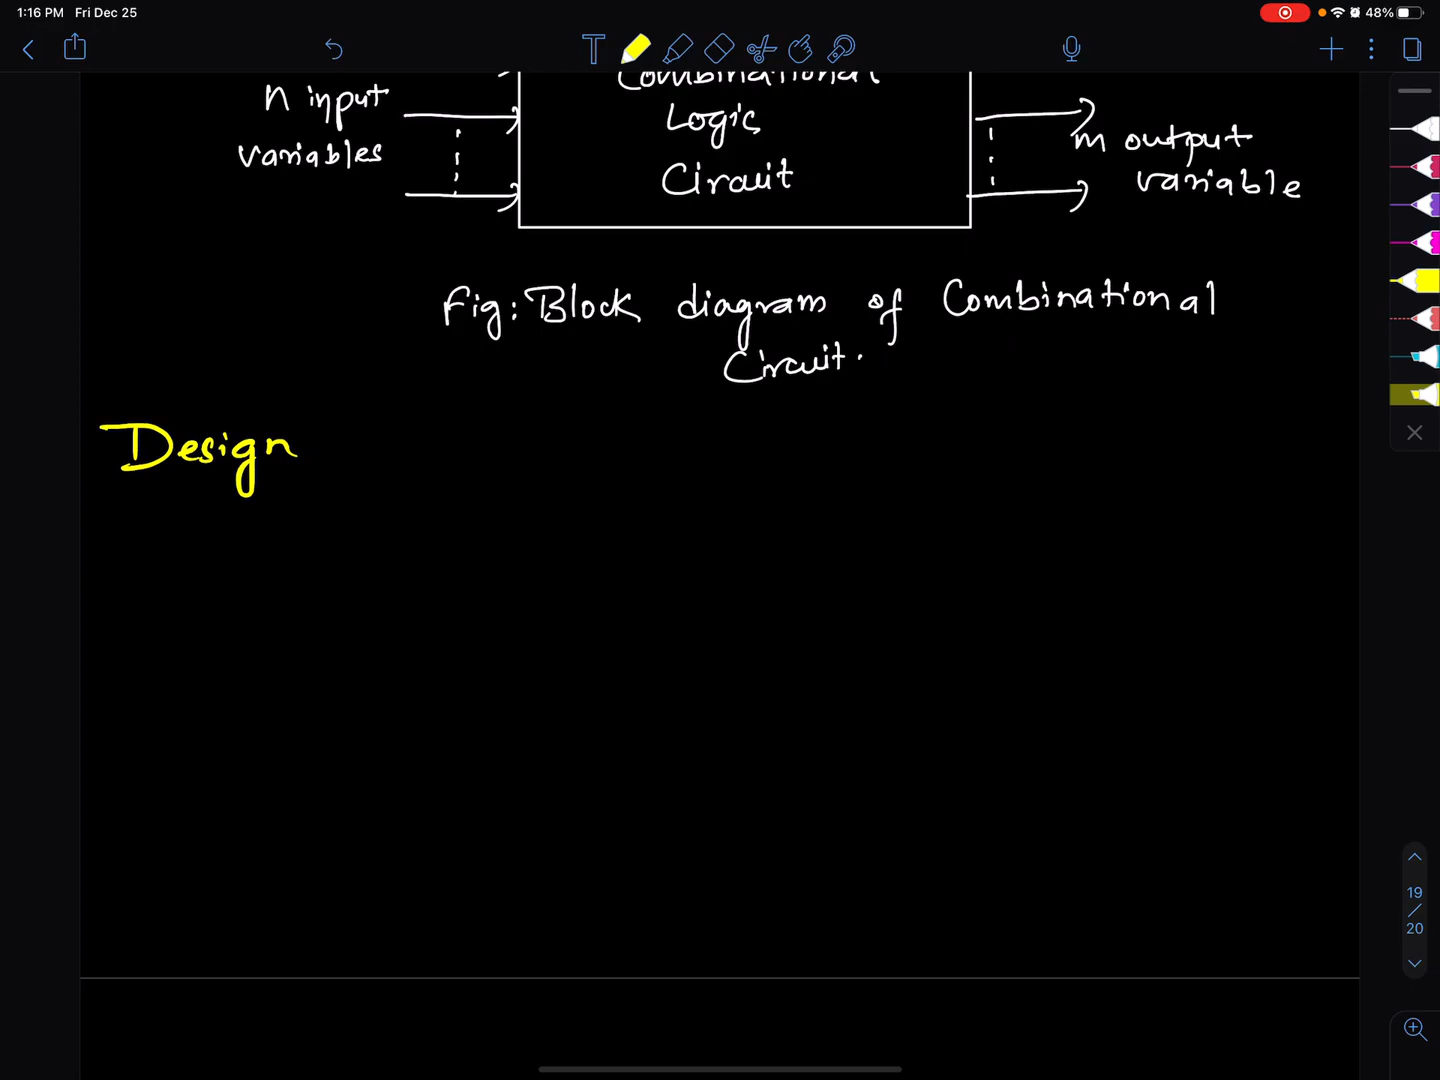 1:16 PM Fri Dec 25
48%
T
Combinational
n input
variables
Logic
Circuit
m output
variable
Fig: Block diagram of Combinational
Circuit.
Design
19
/
20